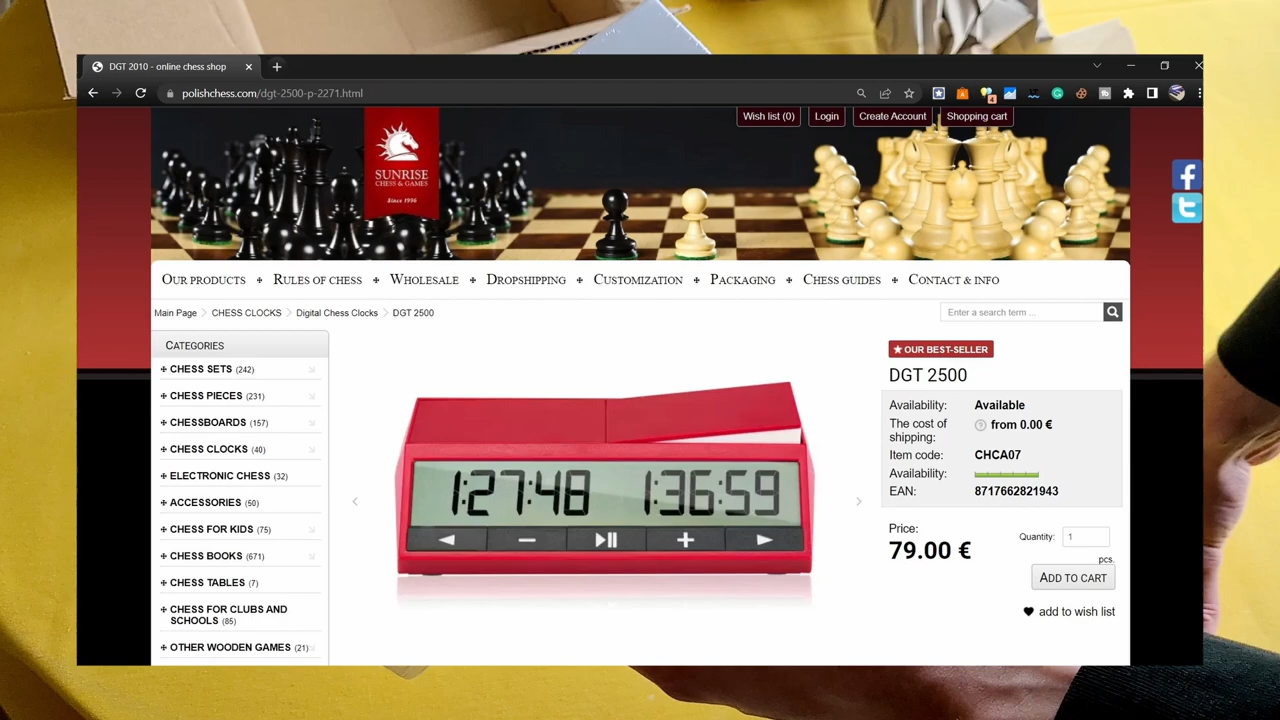 DGT 2010 - online chess shop
polishchess.com/dgt-2500-p-2271.html
4
Wish list (0)
Login
Create Account
Shopping cart
SUNRISE
CHESS & GAMES
Since 1996
OUR PRODUCTS
RULES OF CHESS
WHOLESALE
DROPSHIPPING
CUSTOMIZATION
PACKAGING
CHESS GUIDES
CONTACT & INFO
Main Page
CHESS CLOCKS
Digital Chess Clocks
DGT 2500
Enter a search term ...
CATEGORIES
CHESS SETS (242)
CHESS PIECES (231)
CHESSBOARDS (157)
CHESS CLOCKS (40)
ELECTRONIC CHESS (32)
ACCESSORIES (50)
CHESS FOR KIDS (75)
CHESS BOOKS (671)
CHESS TABLES (7)
CHESS FOR CLUBS AND
SCHOOLS (85)
OTHER WOODEN GAMES (21)
1:27:48 1:36:59
OUR BEST-SELLER
DGT 2500
Availability: Available
The cost of
shipping: from 0.00 €
Item code: CHCA07
Availability:
EAN: 8717662821943
Price:
79.00 €
Quantity: 1
pcs.
ADD TO CART
add to wish list